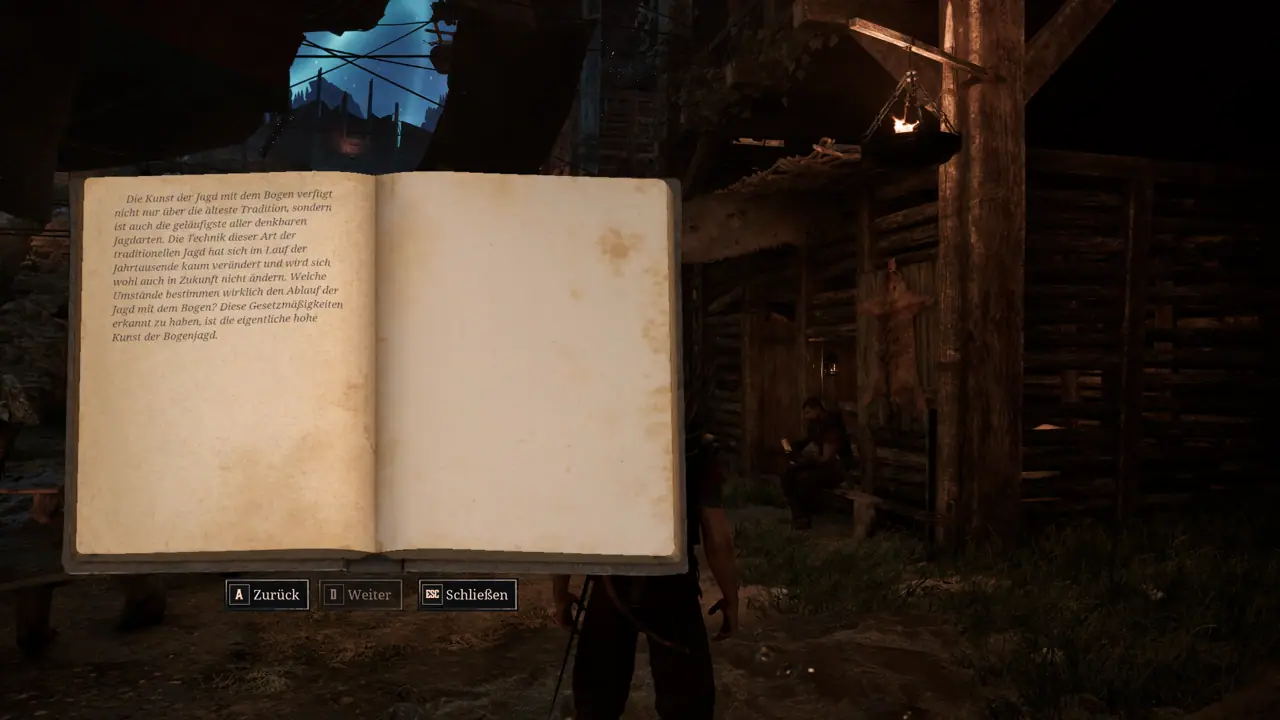 Die Kunst der Jagd mit dem Bogen verfügt
nicht nur über die älteste Tradition, sondern
ist auch die geläufigste aller denkbaren
Jagdarten. Die Technik dieser Art der
traditionellen Jagd hat sich im Lauf der
Jahrtausende kaum verändert und wird sich
wohl auch in Zukunft nicht ändern. Welche
Umstände bestimmen wirklich den Ablauf der
Jagd mit dem Bogen? Diese Gesetzmäßigkeiten
erkannt zu haben, ist die eigentliche hohe
Kunst der Bogenjagd.
A Zurück
D Weiter
ESC Schließen